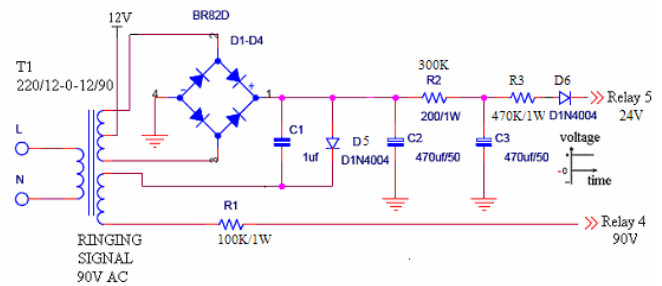 BR82D
12V
D1-D4
T1
220/12-0-12/90
2
300K
R2
R3
D6
4
-
+
1
L
C1
200/1W
470K/1W
D1N4004
Relay 5
24V
D5
1uf
D1N4004
C2
470uf/50
C3
470uf/50
voltage
+
-0
-
time
3
N
R1
100K/1W
Relay 4
90V
RINGING
SIGNAL
90V AC